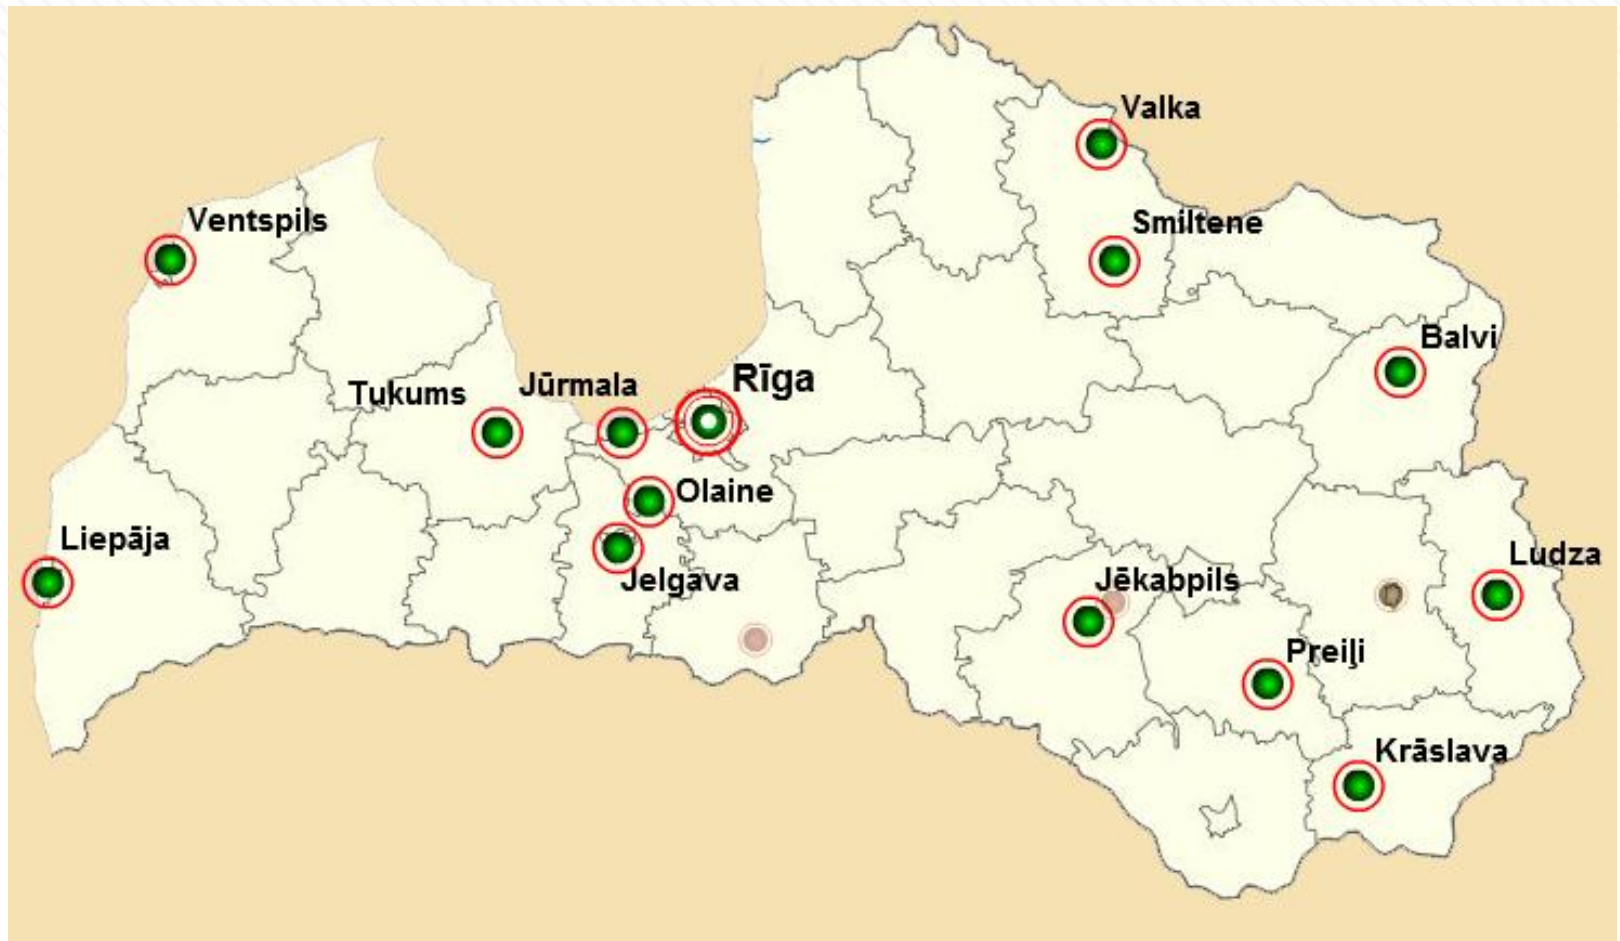 Valka
Ventspils
Smiltene
Balvi
Rīga
Jūrmala
Tukums
Olaine
Liepāja
Ludza
Jelgava
Jēkabpils
Preiļi
Krāslava